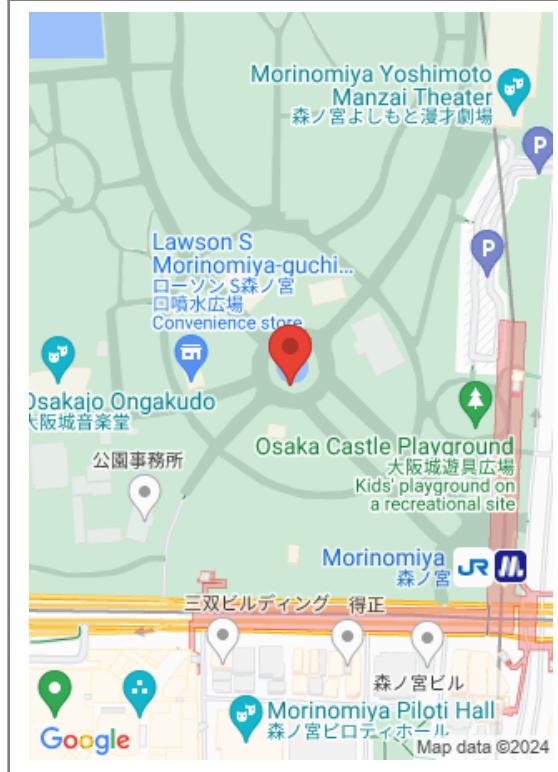 Morinomiya Yoshimoto
Manzai Theater
森ノ宮よしもと漫才劇場
P
Lawson S
Morinomiya-guchi...
ローソン S森ノ宮
口噴水広場
Convenience store
P
Osakajo Ongakudo
大阪城音楽堂
公園事務所
Osaka Castle Playground
大阪城遊具広場
Kids' playground on
a recreational site
Morinomiya
森ノ宮
JR
三双ビルディング
得正
森ノ宮ビル
Morinomiya Piloti Hall
森ノ宮ピロティホール
Google
Map data ©2024